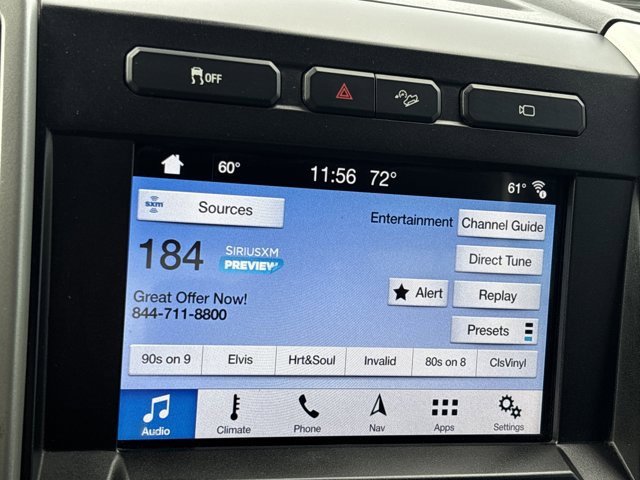 OFF
60° 11:56 72° 61°
sxm Sources
Entertainment Channel Guide
184 SIRIUSXM
PREVIEW
Direct Tune
Great Offer Now!
844-711-8800
Alert Replay
Presets
90s on 9 Elvis Hrt&Soul Invalid 80s on 8 ClsVinyl
Audio Climate Phone Nav Apps Settings